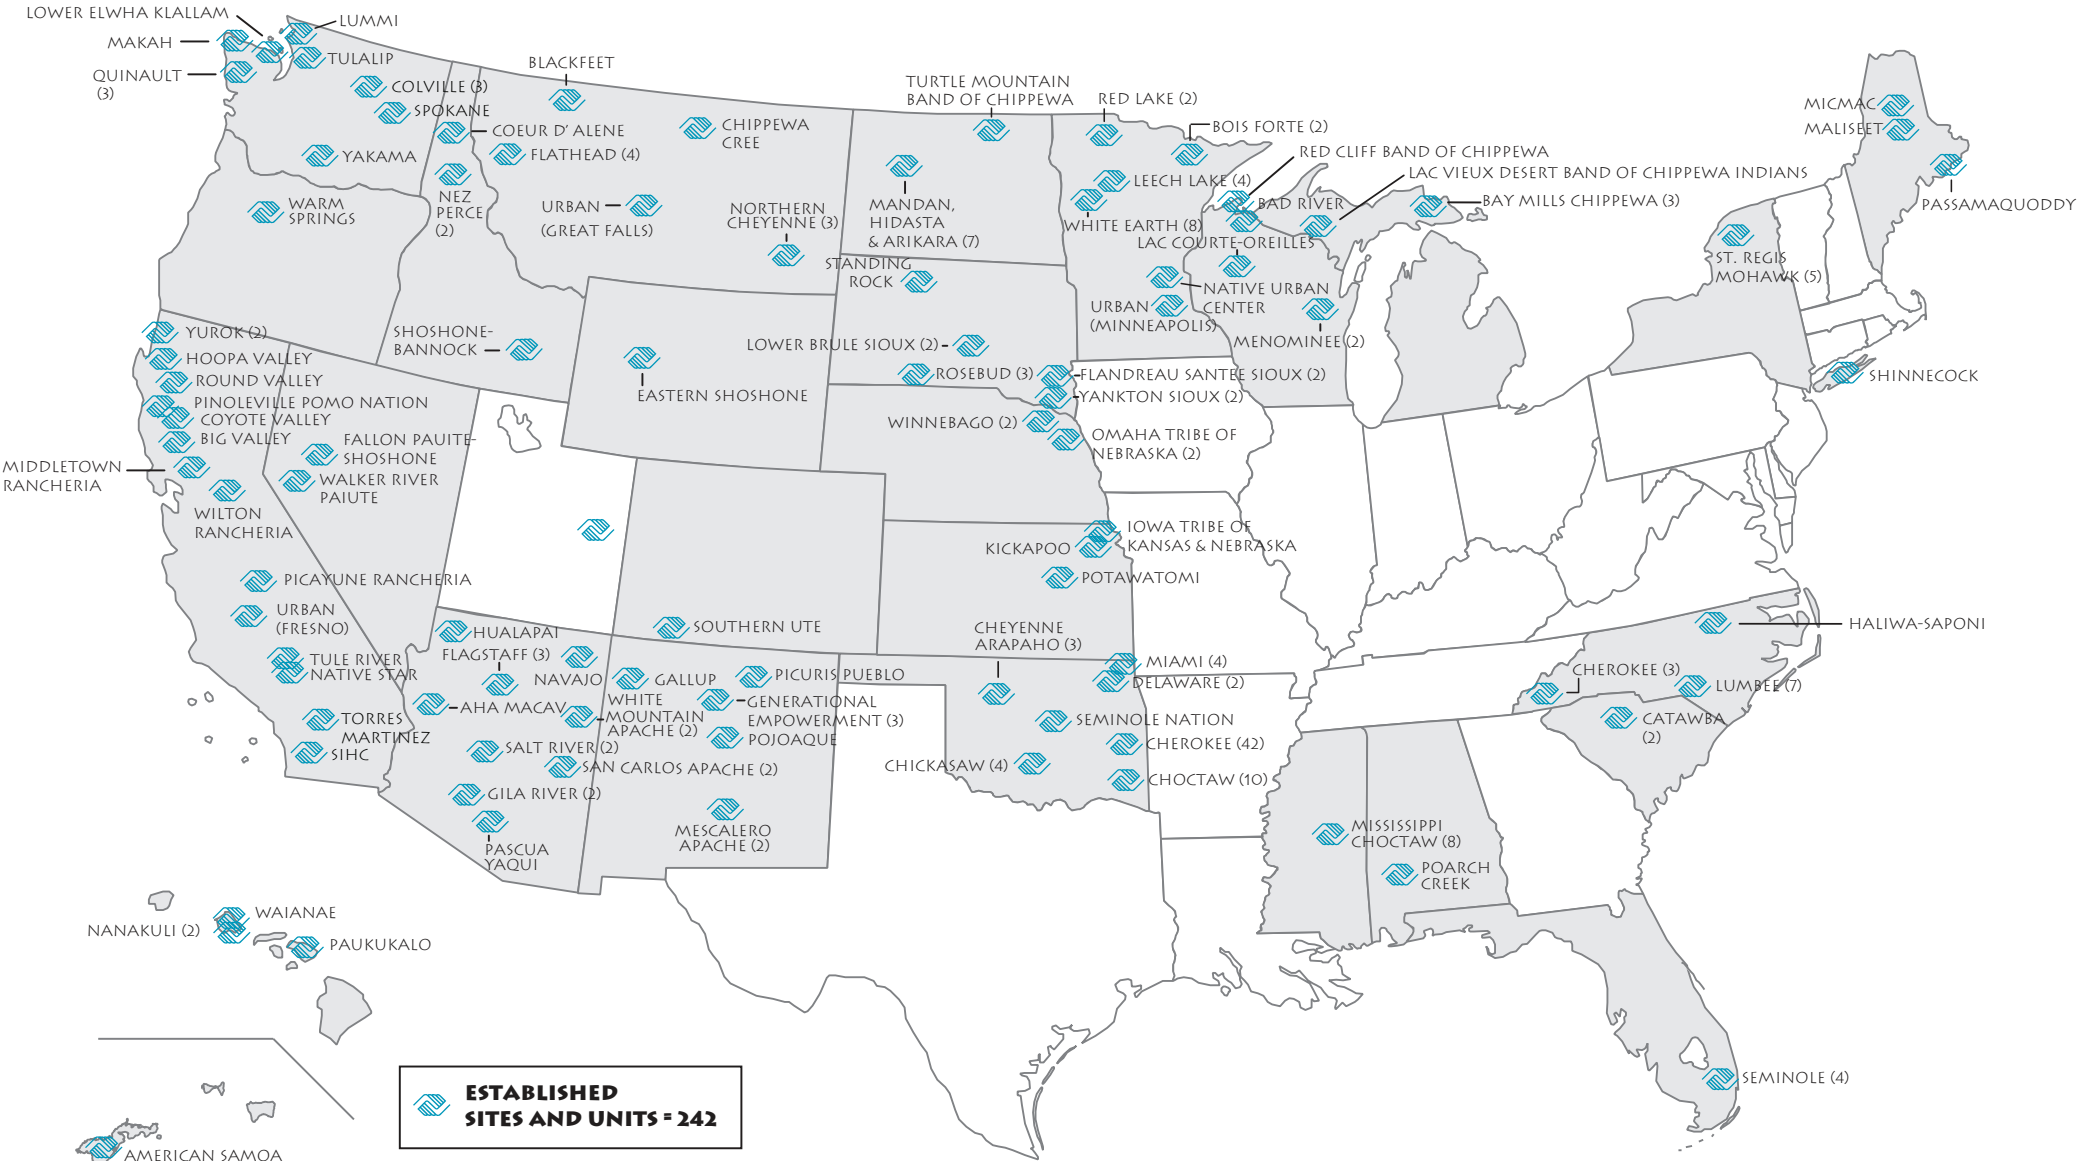 LOWER ELWHA KLALLAM
LUMMI
MAKAH
TULALIP
QUINAULT
(3)
COLVILLE (3)
SPOKANE
YAKAMA
COEUR D' ALENE
BLACKFEET
FLATHEAD (4)
CHIPPEWA
CREE
NEZ
PERCE
(2)
WARM
SPRINGS
URBAN
(GREAT FALLS)
NORTHERN
CHEYENNE (3)
TURTLE MOUNTAIN
BAND OF CHIPPEWA
RED LAKE (2)
BOIS FORTE (2)
RED CLIFF BAND OF CHIPPEWA
LAC VIEUX DESERT BAND OF CHIPPEWA INDIANS
BAY MILLS CHIPPEWA (3)
LEECH LAKE (4)
BAD RIVER
WHITE EARTH (8)
LAC COURTE-OREILLES
MANDAN,
HIDASTA
& ARIKARA (7)
STANDING
ROCK
NATIVE URBAN
CENTER
URBAN
(MINNEAPOLIS)
MENOMINEE (2)
MICMAC
MALISEET
PASSAMAQUODDY
ST. REGIS
MOHAWK (5)
SHINNECOCK
YUROK (2)
HOOPA VALLEY
ROUND VALLEY
PINOLEVILLE POMO NATION
COYOTE VALLEY
BIG VALLEY
MIDDLETOWN
RANCHERIA
WILTON
RANCHERIA
FALLON PAUITE-
SHOSHONE
WALKER RIVER
PAIUTE
SHOSHONE-
BANNOCK
EASTERN SHOSHONE
LOWER BRULE SIOUX (2)
ROSEBUD (3)
FLANDREAU SANTEE SIOUX (2)
YANKTON SIOUX (2)
WINNEBAGO (2)
OMAHA TRIBE OF
NEBRASKA (2)
IOWA TRIBE OF
KANSAS & NEBRASKA
KICKAPOO
POTAWATOMI
PICAYUNE RANCHERIA
URBAN
(FRESNO)
TULE RIVER
NATIVE STAR
TORRES
MARTINEZ
SIHC
HUALAPAI
FLAGSTAFF (3)
NAVAJO
AHA MACAV
WHITE
MOUNTAIN
APACHE (2)
SALT RIVER (2)
SAN CARLOS APACHE (2)
GILA RIVER (2)
PASCUA
YAQUI
SOUTHERN UTE
GALLUP
PICURIS PUEBLO
GENERATIONAL
EMPOWERMENT (3)
POJOAQUE
MESCALERO
APACHE (2)
CHEYENNE
ARAPAHO (3)
MIAMI (4)
DELAWARE (2)
SEMINOLE NATION
CHEROKEE (42)
CHICKASAW (4)
CHOCTAW (10)
HALIWA-SAPONI
CHEROKEE (3)
LUMBEE (7)
CATAWBA
(2)
MISSISSIPPI
CHOCTAW (8)
POARCH
CREEK
SEMINOLE (4)
WAIANAE
NANAKULI (2)
PAUKUKALO
AMERICAN SAMOA
ESTABLISHED
SITES AND UNITS = 242